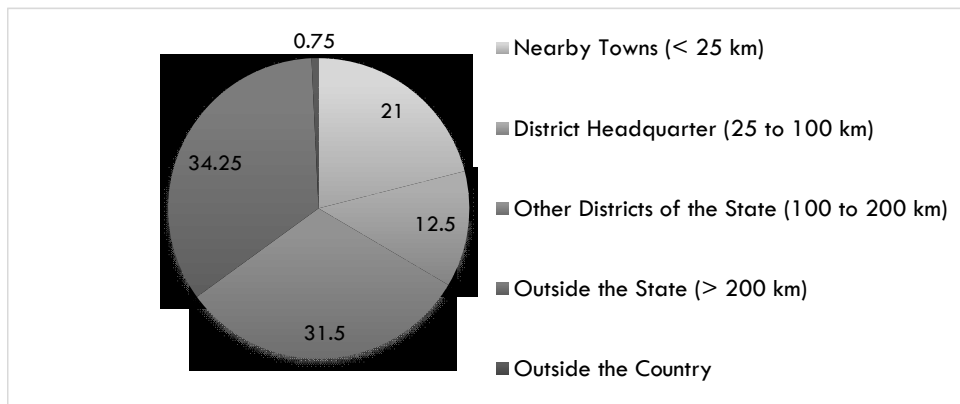 0.75
21
34.25
12.5
31.5
Nearby Towns (< 25 km)
District Headquarter (25 to 100 km)
Other Districts of the State (100 to 200 km)
Outside the State (> 200 km)
Outside the Country